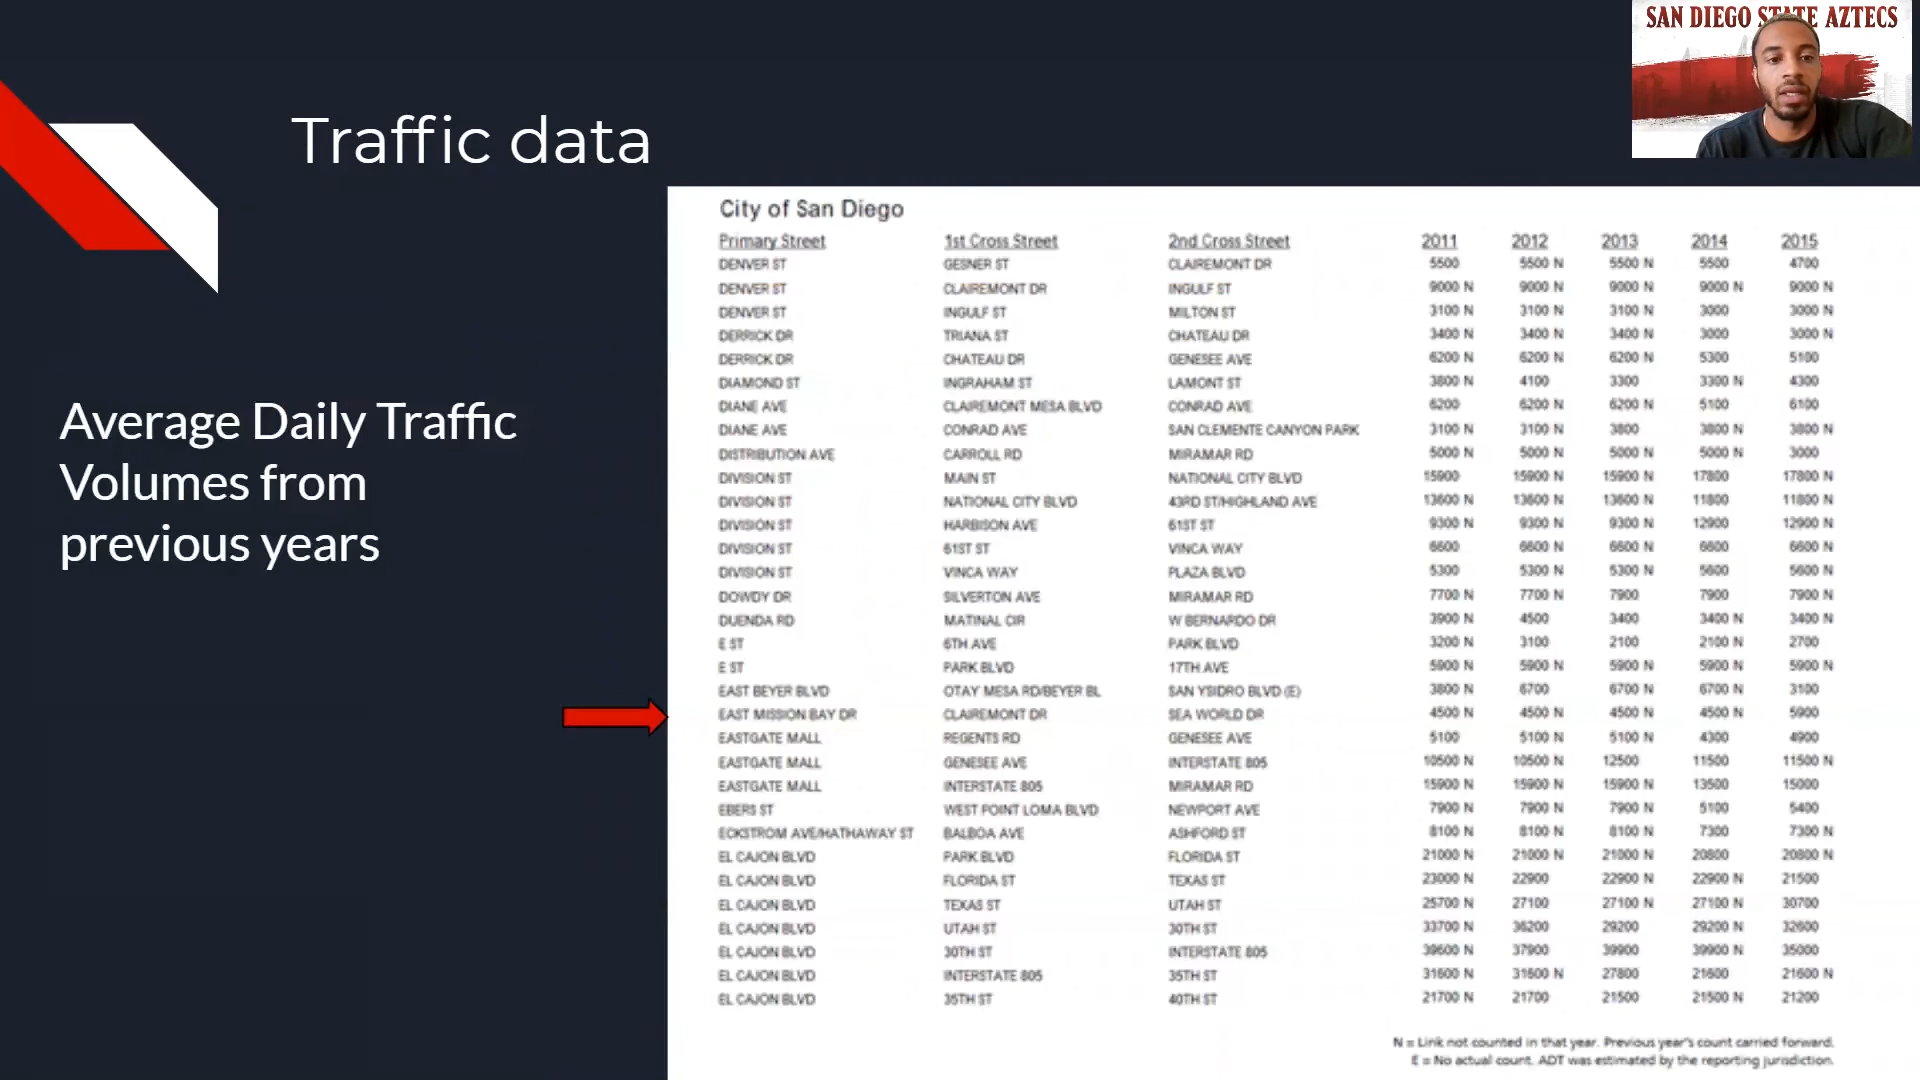 SAN DIEGO STATE AZTECS
Traffic data
Average Daily Traffic
Volumes from
previous years
City of San Diego
Primary Street 1st Cross Street 2nd Cross Street 2011 2012 2013 2014 2015
DENVER ST GESNER ST CLAIREMONT DR 5500 5500 N 5500 N 5500 4700
DENVER ST CLAIREMONT DR INGULF ST 9000 N 9000 N 9000 N 9000 N 9000 N
DENVER ST INGULF ST MILTON ST 3100 N 3100 N 3100 N 3000 3000 N
DERRICK DR TRIANA ST CHATEAU DR 3400 N 3400 N 3400 N 3000 3000 N
DERRICK DR CHATEAU DR GENESEE AVE 6200 N 6200 N 6200 N 5300 5100
DIAMOND ST INGRAHAM ST LAMONT ST 3800 N 4100 3300 3300 N 4300
DIANE AVE CLAIREMONT MESA BLVD CONRAD AVE 6200 6200 N 6200 N 5100 6100
DIANE AVE CONRAD AVE SAN CLEMENTE CANYON PARK 3100 N 3100 N 3800 3800 N 3800 N
DISTRIBUTION AVE CARROLL RD MIRAMAR RD 5000 N 5000 N 5000 N 5000 N 3000
DIVISION ST MAIN ST NATIONAL CITY BLVD 15900 15900 N 15900 N 17800 17800 N
DIVISION ST NATIONAL CITY BLVD 43RD ST/HIGHLAND AVE 13600 N 13600 N 13600 N 11800 11800 N
DIVISION ST HARBISON AVE 61ST ST 9300 N 9300 N 9300 N 12900 12900 N
DIVISION ST 61ST ST VINCA WAY 6600 6600 N 6600 N 6600 6600 N
DIVISION ST VINCA WAY PLAZA BLVD 5300 5300 N 5300 N 5600 5600 N
DOWDY DR SILVERTON AVE MIRAMAR RD 7700 N 7700 N 7900 7900 7900 N
DUENDA RD MATINAL CIR W BERNARDO DR 3900 N 4500 3400 3400 N 3400 N
E ST 6TH AVE PARK BLVD 3200 N 3100 2100 2100 N 2700
E ST PARK BLVD 17TH AVE 5900 N 5900 N 5900 N 5900 N 5900 N
EAST BEYER BLVD OTAY MESA RD/BEYER BL SAN YSIDRO BLVD (E) 3800 N 6700 6700 N 6700 N 3100
EAST MISSION BAY DR CLAIREMONT DR SEA WORLD DR 4500 N 4500 N 4500 N 4500 N 5900
EASTGATE MALL REGENTS RD GENESEE AVE 5100 5100 N 5100 N 4300 4900
EASTGATE MALL GENESEE AVE INTERSTATE 805 10500 N 10500 N 12500 11500 11500 N
EASTGATE MALL INTERSTATE 805 MIRAMAR RD 15900 N 15900 N 15900 N 13500 15000
EBERS ST WEST POINT LOMA BLVD NEWPORT AVE 7900 N 7900 N 7900 N 5100 5400
ECKSTROM AVE/HATHAWAY ST BALBOA AVE ASHFORD ST 8100 N 8100 N 8100 N 7300 7300 N
EL CAJON BLVD PARK BLVD FLORIDA ST 21000 N 21000 N 21000 N 20800 20800 N
EL CAJON BLVD FLORIDA ST TEXAS ST 23000 N 22900 22900 N 22900 N 21500
EL CAJON BLVD TEXAS ST UTAH ST 25700 N 27100 27100 N 27100 N 30700
EL CAJON BLVD UTAH ST 30TH ST 33700 N 36200 29200 29200 N 32600
EL CAJON BLVD 30TH ST INTERSTATE 805 39600 N 37900 39900 39900 N 35000
EL CAJON BLVD INTERSTATE 805 35TH ST 31600 N 31600 N 27800 21600 21600 N
EL CAJON BLVD 35TH ST 40TH ST 21700 N 21700 21500 21500 N 21200
N = Link not counted in that year. Previous year's count carried forward.
E = No actual count. ADT was estimated by the reporting jurisdiction.